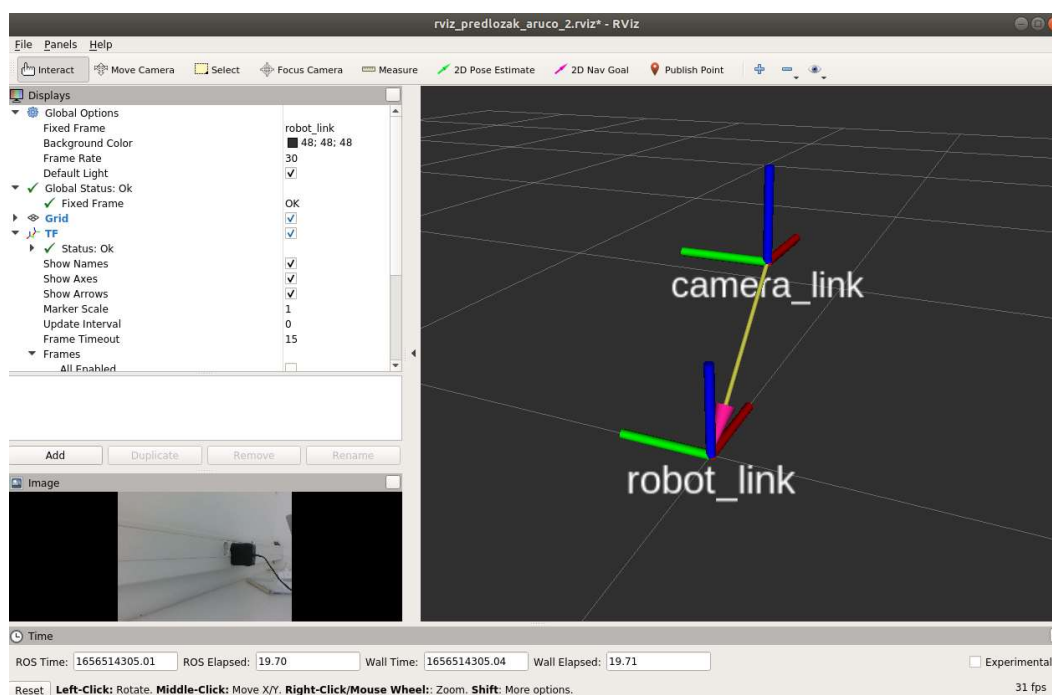 rviz_predlozak_aruco_2.rviz* - RViz
File Panels Help
Interact Move Camera Select Focus Camera Measure 2D Pose Estimate 2D Nav Goal Publish Point
Displays
Global Options
Fixed Frame robot_link
Background Color 48; 48; 48
Frame Rate 30
Default Light
Global Status: Ok
Fixed Frame OK
Grid
TF
Status: Ok
Show Names
Show Axes
Show Arrows
Marker Scale 1
Update Interval 0
Frame Timeout 15
Frames
All Enabled
Add Duplicate Remove Rename
Image
camera_link
robot_link
Time
ROS Time: 1656514305.01 ROS Elapsed: 19.70 Wall Time: 1656514305.04 Wall Elapsed: 19.71 Experimental
Reset Left-Click: Rotate. Middle-Click: Move X/Y. Right-Click/Mouse Wheel:: Zoom. Shift: More options. 31 fps